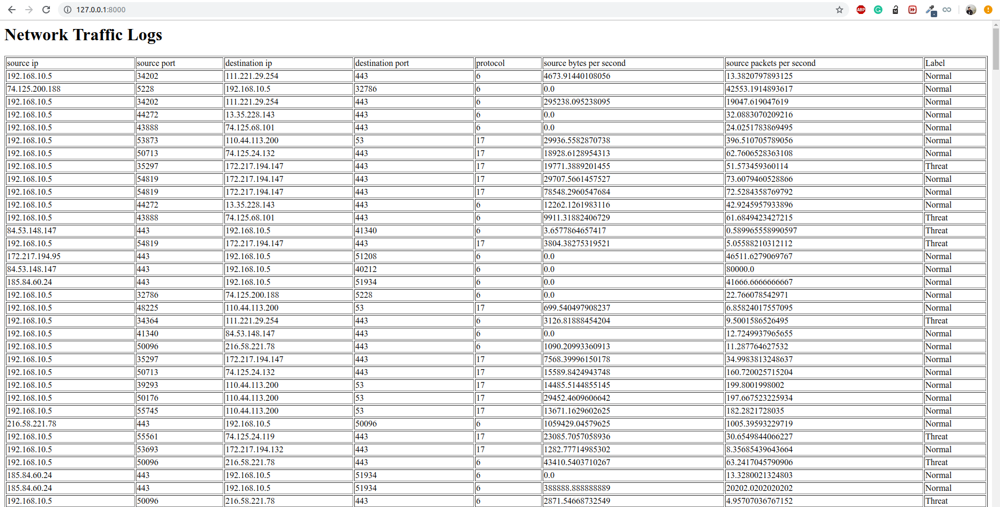 127.0.0.1:8000
ABP
Network Traffic Logs
source ip source port destination ip destination port protocol source bytes per second source packets per second Label
192.168.10.5 34202 111.221.29.254 443 6 4673.91440108056 13.3820797893125 Normal
74.125.200.188 5228 192.168.10.5 32786 6 0.0 42553.1914893617 Normal
192.168.10.5 34202 111.221.29.254 443 6 295238.095238095 19047.619047619 Normal
192.168.10.5 44272 13.35.228.143 443 6 0.0 32.0883070209216 Normal
192.168.10.5 43888 74.125.68.101 443 6 0.0 24.0251783869495 Normal
192.168.10.5 53873 110.44.113.200 53 17 29936.5582870738 396.510705789056 Normal
192.168.10.5 50713 74.125.24.132 443 17 18928.6128954313 62.7606528363108 Normal
192.168.10.5 35297 172.217.194.147 443 17 19771.3889201455 51.573459360114 Threat
192.168.10.5 54819 172.217.194.147 443 17 29707.5661457527 73.6079460528866 Normal
192.168.10.5 54819 172.217.194.147 443 17 78548.2960547684 72.5284358769792 Normal
192.168.10.5 44272 13.35.228.143 443 6 12262.1261983116 42.9245957933896 Normal
192.168.10.5 43888 74.125.68.101 443 6 9911.31882406729 61.6849423427215 Threat
84.53.148.147 443 192.168.10.5 41340 6 3.6577864657417 0.589965558990597 Threat
192.168.10.5 54819 172.217.194.147 443 17 3804.38275319521 5.05588210312112 Threat
172.217.194.95 443 192.168.10.5 51208 6 0.0 46511.6279069767 Normal
84.53.148.147 443 192.168.10.5 40212 6 0.0 80000.0 Normal
185.84.60.24 443 192.168.10.5 51934 6 0.0 41666.6666666667 Normal
192.168.10.5 32786 74.125.200.188 5228 6 0.0 22.766078542971 Normal
192.168.10.5 48225 110.44.113.200 53 17 699.540497908237 6.85824017557095 Normal
192.168.10.5 34364 111.221.29.254 443 6 3126.81888454204 9.5001586526495 Threat
192.168.10.5 41340 84.53.148.147 443 6 0.0 12.7249937965655 Normal
192.168.10.5 50096 216.58.221.78 443 6 1090.20993360913 11.287764627532 Normal
192.168.10.5 35297 172.217.194.147 443 17 7568.39996150178 34.9983813248637 Normal
192.168.10.5 50713 74.125.24.132 443 17 15589.8424943748 160.720025715204 Normal
192.168.10.5 39293 110.44.113.200 53 17 14485.5144855145 199.8001998002 Normal
192.168.10.5 50176 110.44.113.200 53 17 29452.4609606642 197.667523225934 Normal
192.168.10.5 55745 110.44.113.200 53 17 13671.1629602625 182.2821728035 Normal
216.58.221.78 443 192.168.10.5 50096 6 1059429.04579625 1005.39593229719 Normal
192.168.10.5 55561 74.125.24.119 443 17 23085.7057058936 30.6549844066227 Threat
192.168.10.5 53693 172.217.194.132 443 17 1282.77714985302 8.35685439643664 Normal
192.168.10.5 50096 216.58.221.78 443 6 43410.5403710267 63.2417045790906 Threat
185.84.60.24 443 192.168.10.5 51934 6 0.0 13.3280021324803 Normal
185.84.60.24 443 192.168.10.5 51934 6 388888.888888889 20202.0202020202 Normal
192.168.10.5 50096 216.58.221.78 443 6 2871.54668732549 4.95707036767152 Threat